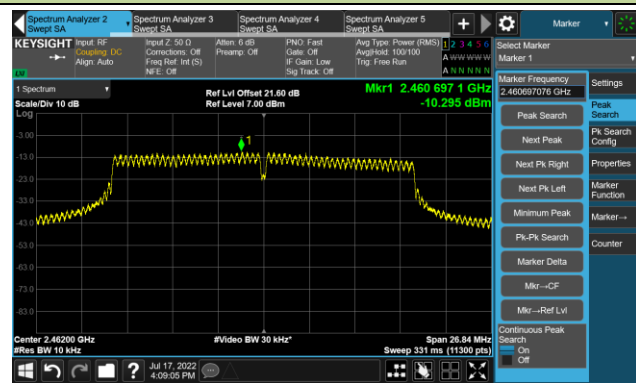 Spectrum Analyzer 2
Swept SA
Spectrum Analyzer 3
Swept SA
Spectrum Analyzer 4
Swept SA
Spectrum Analyzer 5
Swept SA
Marker
KEYSIGHT
Input: RF
Coupling: DC
Align: Auto
Input Z: 50 Ω
Corrections: Off
Freq Ref: Int (S)
NFE: Off
Atten: 6 dB
Preamp: Off
PNO: Fast
Gate: Off
IF Gain: Low
Sig Track: Off
Avg Type: Power (RMS)
Avg|Hold: 100/100
Trig: Free Run
1 2 3 4 5 6
A W W W W W
A N N N N N
Select Marker
Marker 1
1 Spectrum
Scale/Div 10 dB
Log
Ref Lvl Offset 21.60 dB
Ref Level 7.00 dBm
Mkr1 2.460 697 1 GHz
-10.295 dBm
1
-3.00
-13.0
-23.0
-33.0
-43.0
-53.0
-63.0
-73.0
-83.0
Center 2.46200 GHz
#Res BW 10 kHz
#Video BW 30 kHz*
Span 26.84 MHz
Sweep 331 ms (11300 pts)
Marker Frequency
2.460697076 GHz
Peak Search
Next Peak
Next Pk Right
Next Pk Left
Minimum Peak
Pk-Pk Search
Marker Delta
Mkr→CF
Mkr→Ref Lvl
Continuous Peak Search
On
Off
Settings
Peak Search
Pk Search Config
Properties
Marker Function
Marker→
Counter
Jul 17, 2022
4:09:05 PM